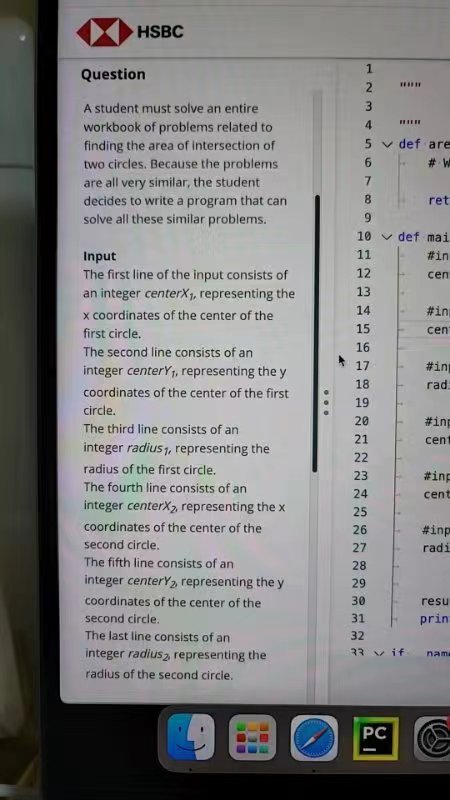 HSBC
Question
A student must solve an entire
workbook of problems related to
finding the area of intersection of
two circles. Because the problems
are all very similar, the student
decides to write a program that can
solve all these similar problems.
Input
The first line of the input consists of
an integer centerX1, representing the
x coordinates of the center of the
first circle.
The second line consists of an
integer centerY1, representing the y
coordinates of the center of the first
circle.
The third line consists of an
integer radius1, representing the
radius of the first circle.
The fourth line consists of an
integer centerX2, representing the x
coordinates of the center of the
second circle.
The fifth line consists of an
integer centerY2, representing the y
coordinates of the center of the
second circle.
The last line consists of an
integer radius2, representing the
radius of the second circle.
1
2 """
3
4 """
5 def are
6 # W
7
8 ret
9
10 def mai
11 #in
12 cen
13
14 #in
15 cen
16
17 #in
18 radi
19
20 #inp
21 cent
22
23 #inp
24 cent
25
26 #inp
27 radi
28
29
30 resu
31 prin
32
33 if name
PC